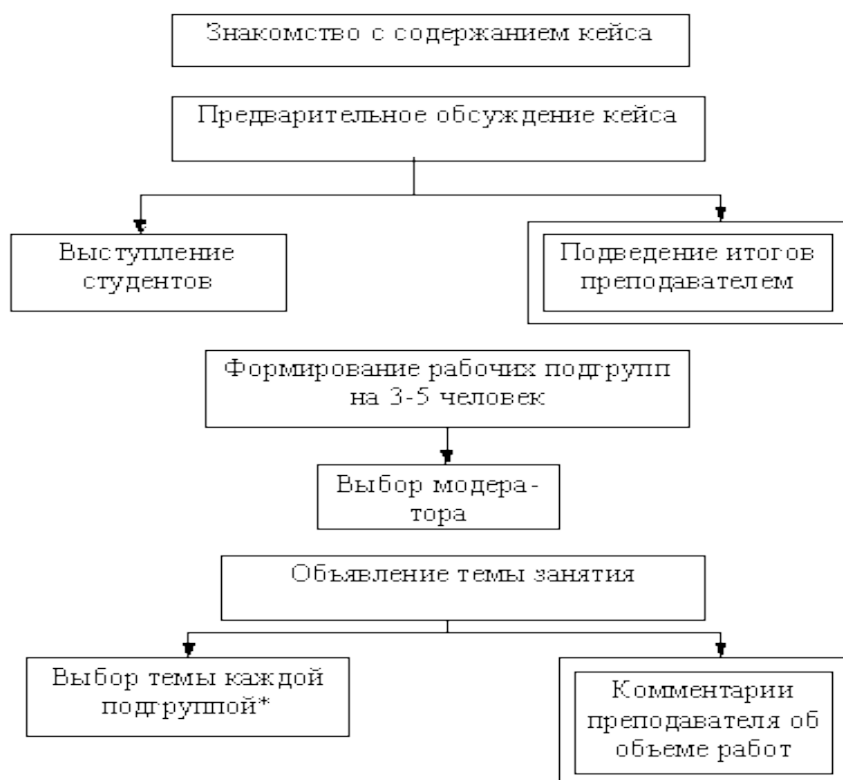 Знакомство с содержанием кейса
Предварительное обсуждение кейса
Выступление
студентов
Подведение итогов
преподавателем
Формирование рабочих подгрупп
на 3-5 человек
Выбор модера-
тора
Объявление темы занятия
Выбор темы каждой
подгруппой*
Комментарии
преподавателя об
объеме работ